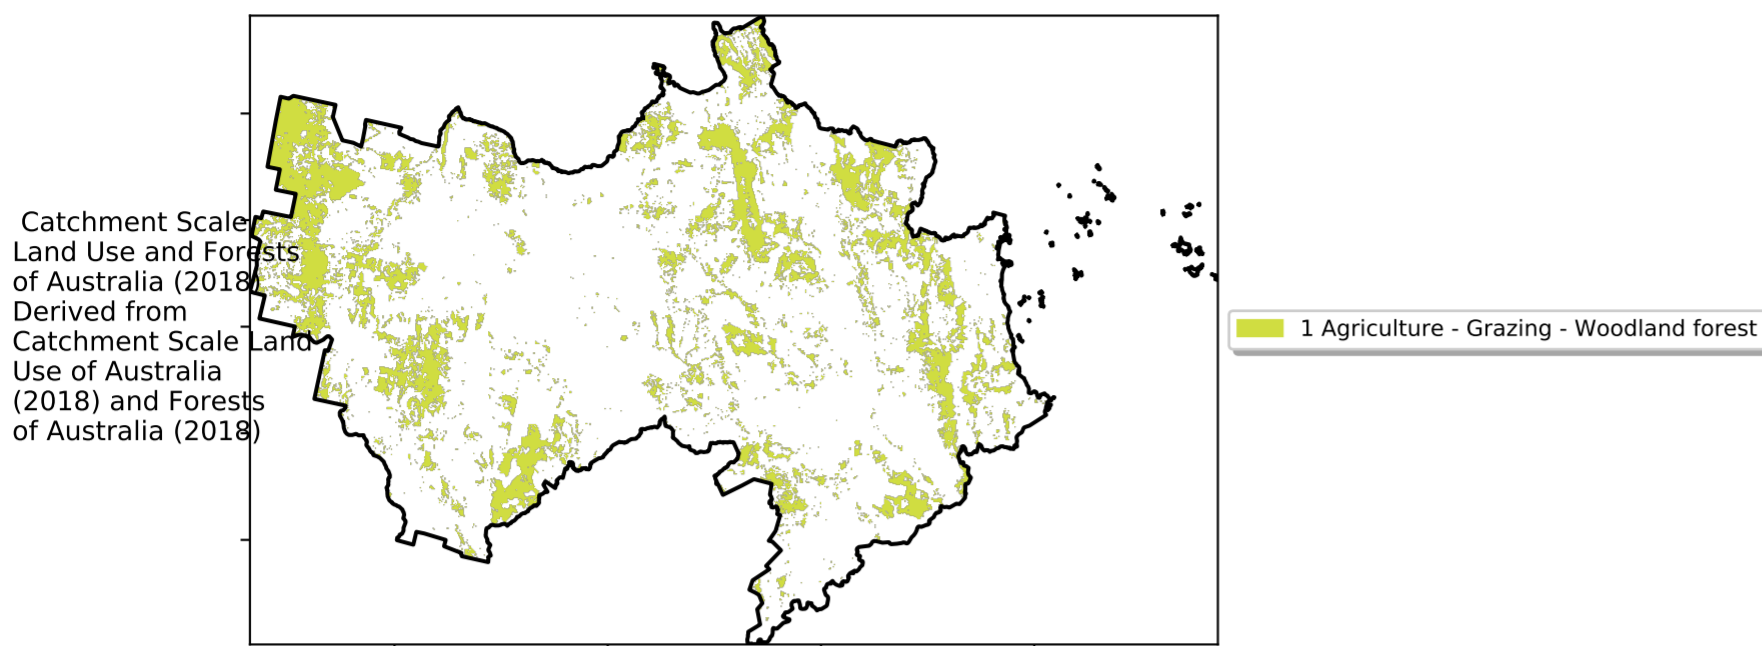 Catchment Scale
Land Use and Forests
of Australia (2018)
Derived from
Catchment Scale Land
Use of Australia
(2018) and Forests
of Australia (2018)
1 Agriculture - Grazing - Woodland forest